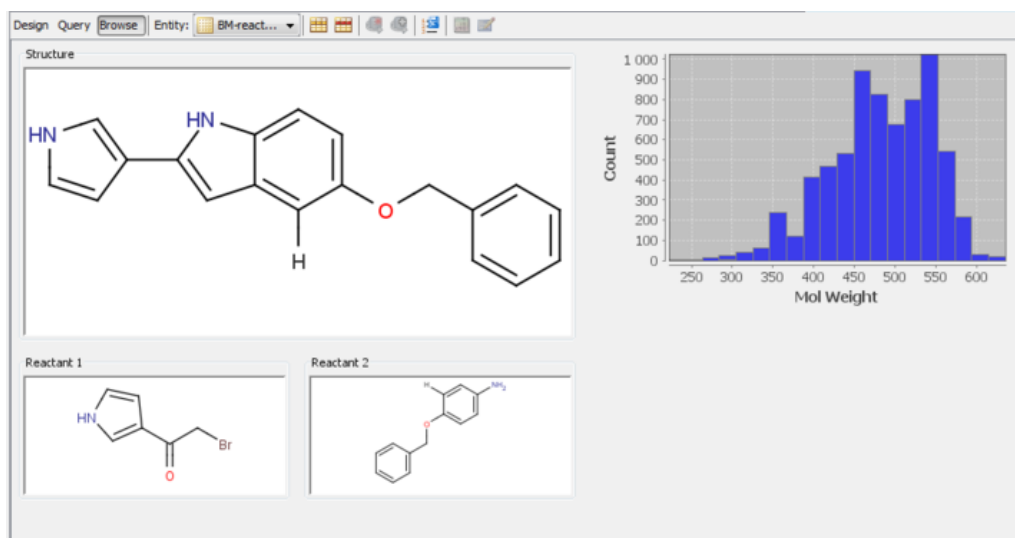 Design Query Browse Entity: BM-react...
Structure
HN
HN
O
H
Reactant 1
HN
Br
O
Reactant 2
H
NH2
O
1 000
900
800
700
600
500
400
300
200
100
0
Count
250 300 350 400 450 500 550 600
Mol Weight